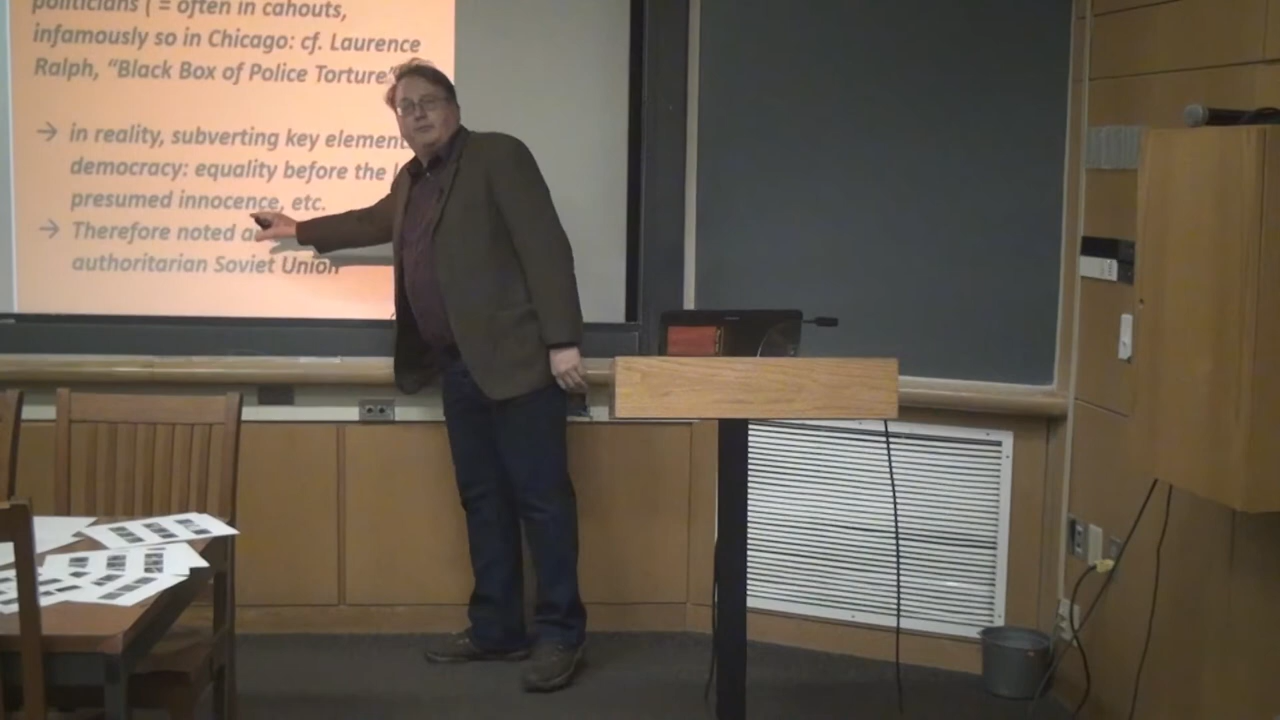 politicians ( = often in cahouts,
infamously so in Chicago: cf. Laurence
Ralph, “Black Box of Police Torture”
→ in reality, subverting key element
democracy: equality before the
presumed innocence, etc.
→ Therefore noted
authoritarian Soviet Union